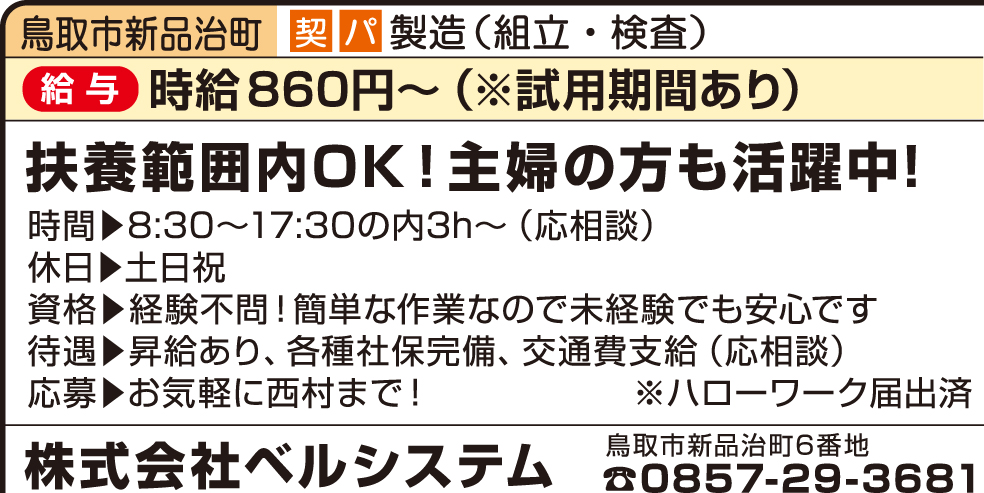 鳥取市新品治町 契 パ 製造（組立・検査）
給与 時給860円～（※試用期間あり）
扶養範囲内OK！主婦の方も活躍中!
時間▶8:30～17:30の内3h～（応相談）
休日▶土日祝
資格▶経験不問！簡単な作業なので未経験でも安心です
待遇▶昇給あり、各種社保完備、交通費支給（応相談）
応募▶お気軽に西村まで！ ※ハローワーク届出済
株式会社ベルシステム
鳥取市新品治町6番地
☎0857-29-3681